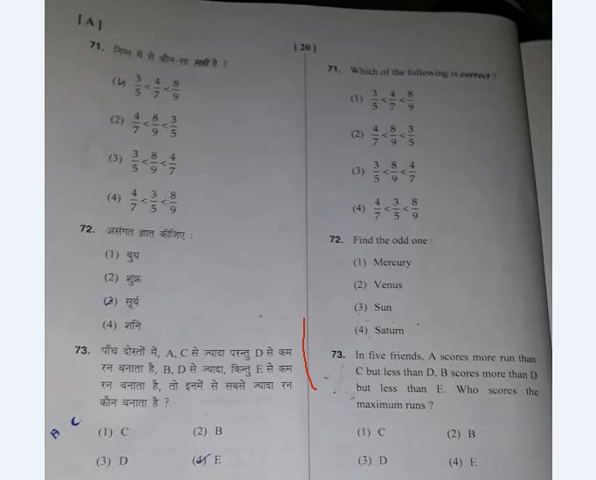 [ A ]
[ 20 ]
71. निम्न में से कौन-सा सही है ?
(1) 3/5 < 4/7 < 8/9
(2) 4/7 < 8/9 < 3/5
(3) 3/5 < 8/9 < 4/7
(4) 4/7 < 3/5 < 8/9
72. असंगत ज्ञात कीजिए :
(1) बुध
(2) शुक्र
(3) सूर्य
(4) शनि
73. पाँच दोस्तों में, A, C से ज्यादा परन्तु D से कम
रन बनाता है, B, D से ज्यादा, किन्तु E से कम
रन बनाता है, तो इनमें से सबसे ज्यादा रन
कौन बनाता है ?
C
B
(1) C (2) B
(3) D (4) E
71. Which of the following is correct ?
(1) 3/5 < 4/7 < 8/9
(2) 4/7 < 8/9 < 3/5
(3) 3/5 < 8/9 < 4/7
(4) 4/7 < 3/5 < 8/9
72. Find the odd one :
(1) Mercury
(2) Venus
(3) Sun
(4) Saturn
73. In five friends, A scores more run than
C but less than D, B scores more than D
but less than E. Who scores the
maximum runs ?
(1) C (2) B
(3) D (4) E